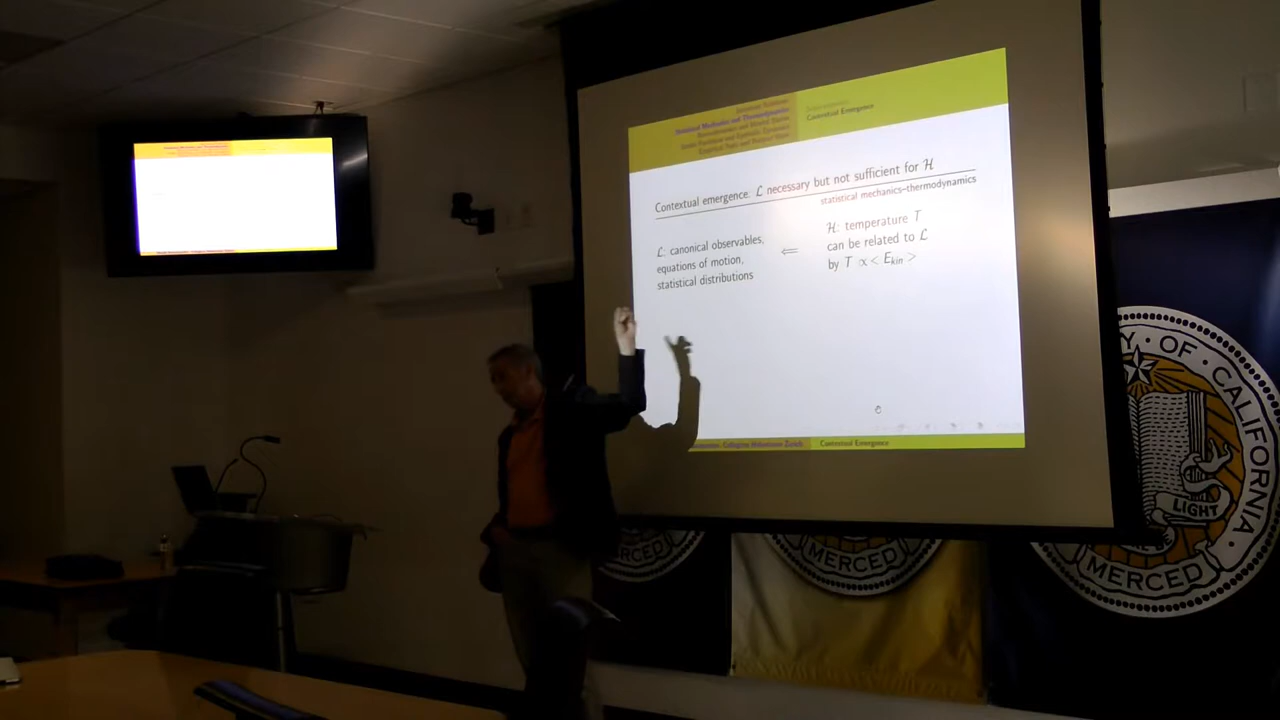 Statistical Mechanics and Thermodynamics
Contextual Emergence
Contextual emergence. ℒ necessary but not sufficient for ℋ
statistical mechanics–thermodynamics
ℒ: canonical observables,
equations of motion,
statistical distributions
⇐
ℋ: temperature T
can be related to ℒ
by T ∝ < E_kin >
Contextual Emergence
Y · OF · CALIFORNIA
LIGHT
MERCED
MERCED
MERCED